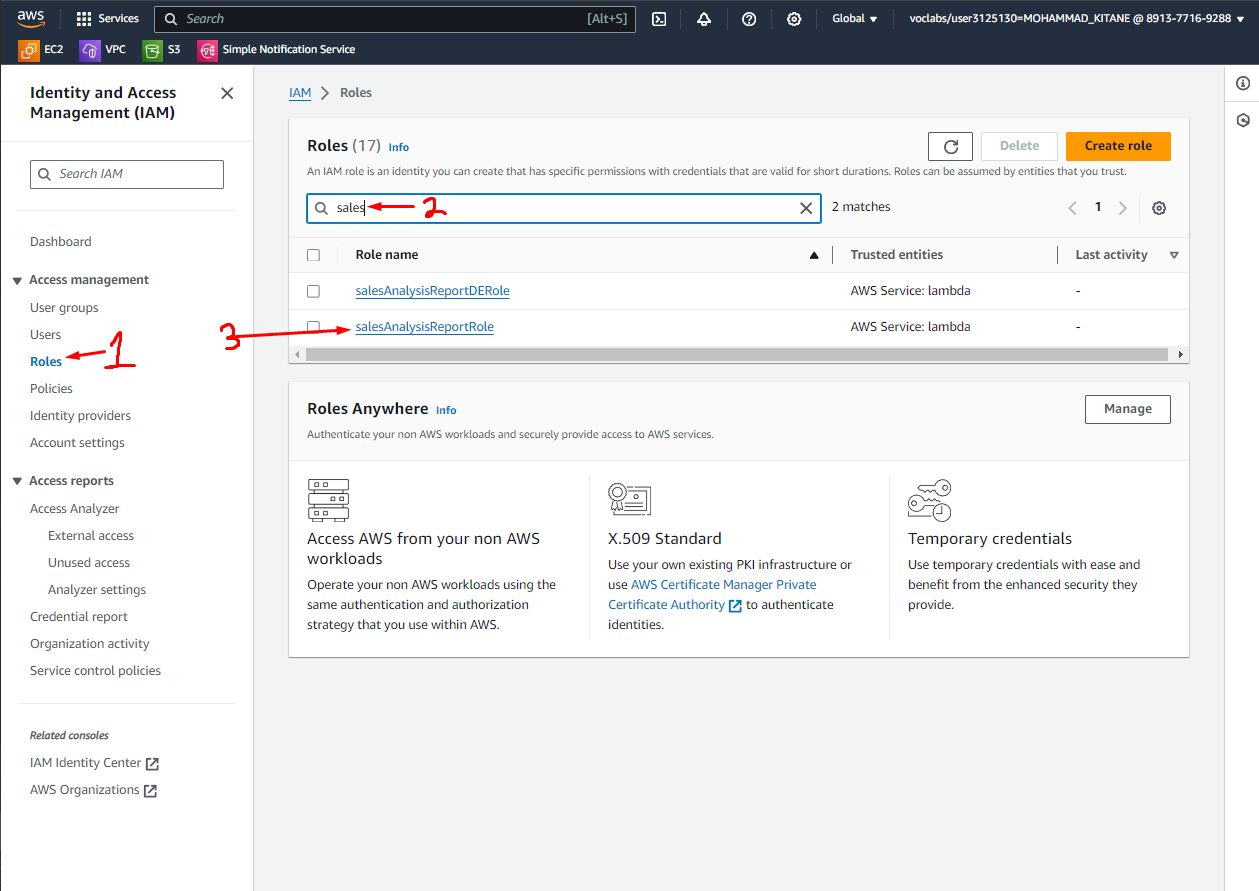 aws Services Search [Alt+S] Global voclabs/user3125130=MOHAMMAD_KITANE @ 8913-7716-9288
EC2 VPC S3 Simple Notification Service
Identity and Access
Management (IAM)
Search IAM
Dashboard
Access management
User groups
Users
Roles 1
Policies
Identity providers
Account settings
Access reports
Access Analyzer
External access
Unused access
Analyzer settings
Credential report
Organization activity
Service control policies
Related consoles
IAM Identity Center
AWS Organizations
IAM > Roles
Roles (17) Info Delete Create role
An IAM role is an identity you can create that has specific permissions with credentials that are valid for short durations. Roles can be assumed by entities that you trust.
sales 2 2 matches 1
Role name Trusted entities Last activity
salesAnalysisReportDERole AWS Service: lambda -
3 salesAnalysisReportRole AWS Service: lambda -
Roles Anywhere Info Manage
Authenticate your non AWS workloads and securely provide access to AWS services.
Access AWS from your non AWS
workloads
Operate your non AWS workloads using the
same authentication and authorization
strategy that you use within AWS.
X.509 Standard
Use your own existing PKI infrastructure or
use AWS Certificate Manager Private
Certificate Authority to authenticate
identities.
Temporary credentials
Use temporary credentials with ease and
benefit from the enhanced security they
provide.